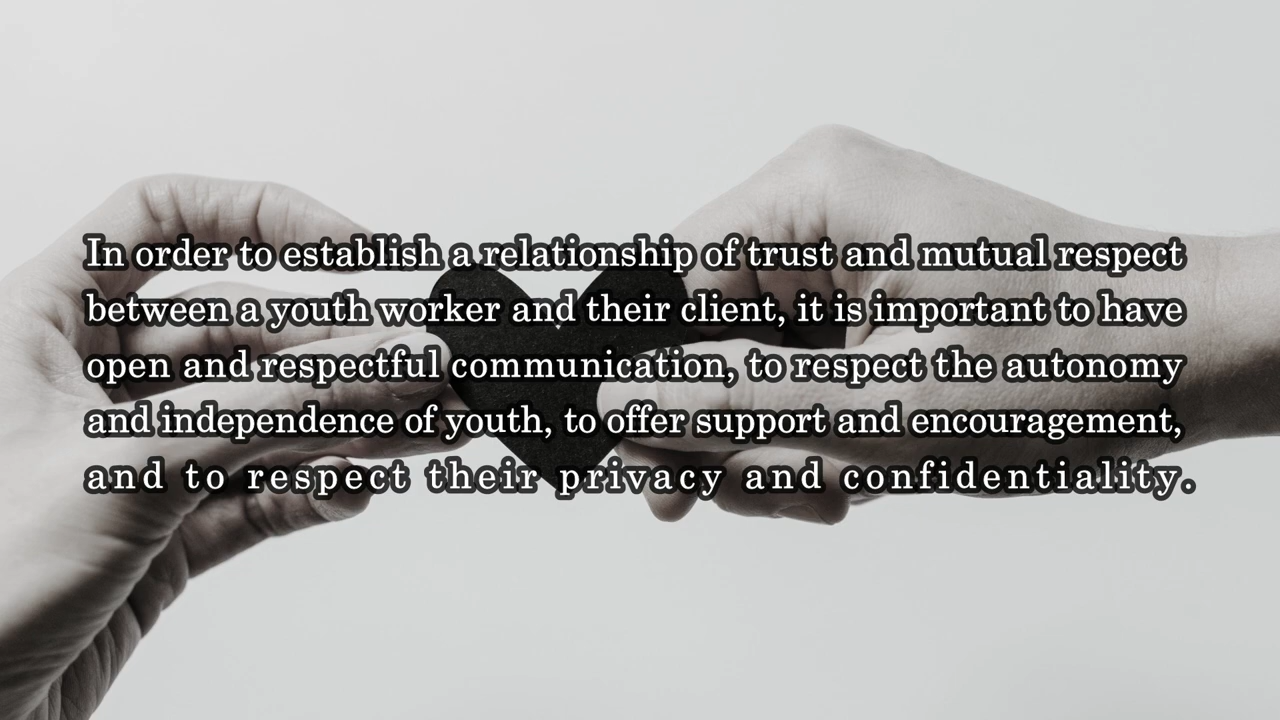 In order to establish a relationship of trust and mutual respect
between a youth worker and their client, it is important to have
open and respectful communication, to respect the autonomy
and independence of youth, to offer support and encouragement,
and to respect their privacy and confidentiality.